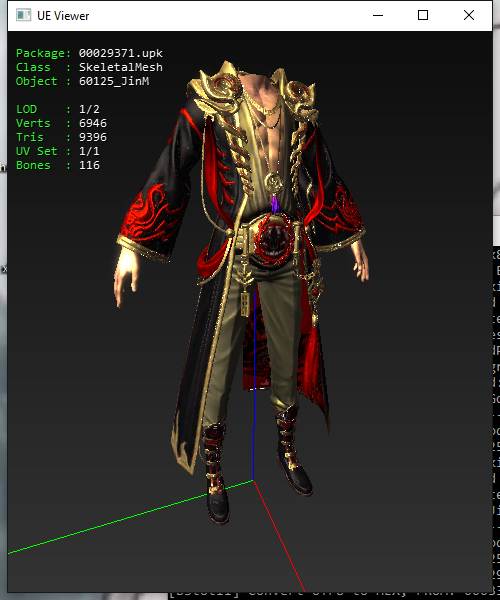 UE Viewer
Package: 00029371.upk
Class : SkeletalMesh
Object : 60125_JinM
LOD : 1/2
Verts : 6946
Tris : 9396
UV Set : 1/1
Bones : 116